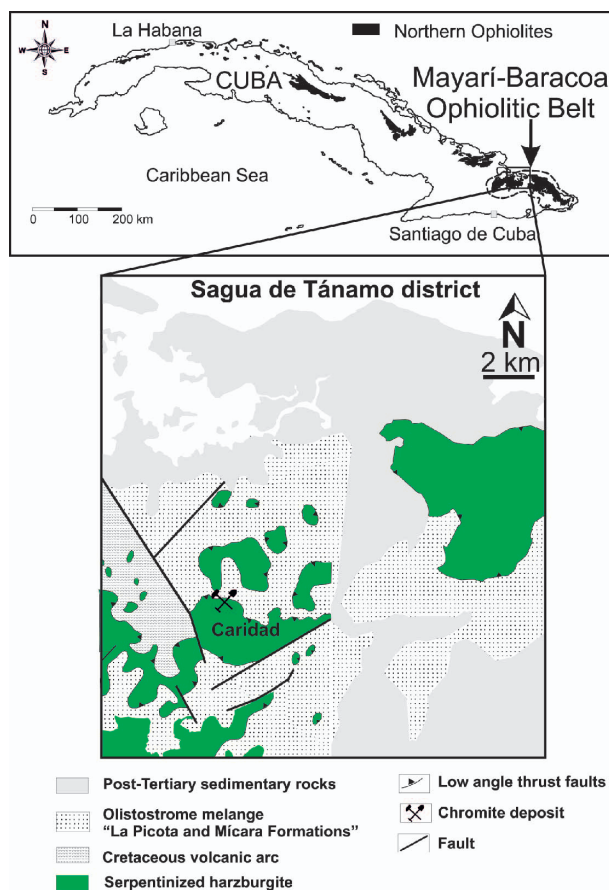 N
W
E
S
La Habana
Northern Ophiolites
CUBA
Mayarí-Baracoa
Ophiolitic Belt
Caribbean Sea
0 100 200 km
Santiago de Cuba
Sagua de Tánamo district
N
2 km
Caridad
Post-Tertiary sedimentary rocks
Low angle thrust faults
Olistostrome melange
“La Picota and Mícara Formations”
Chromite deposit
Cretaceous volcanic arc
Fault
Serpentinized harzburgite